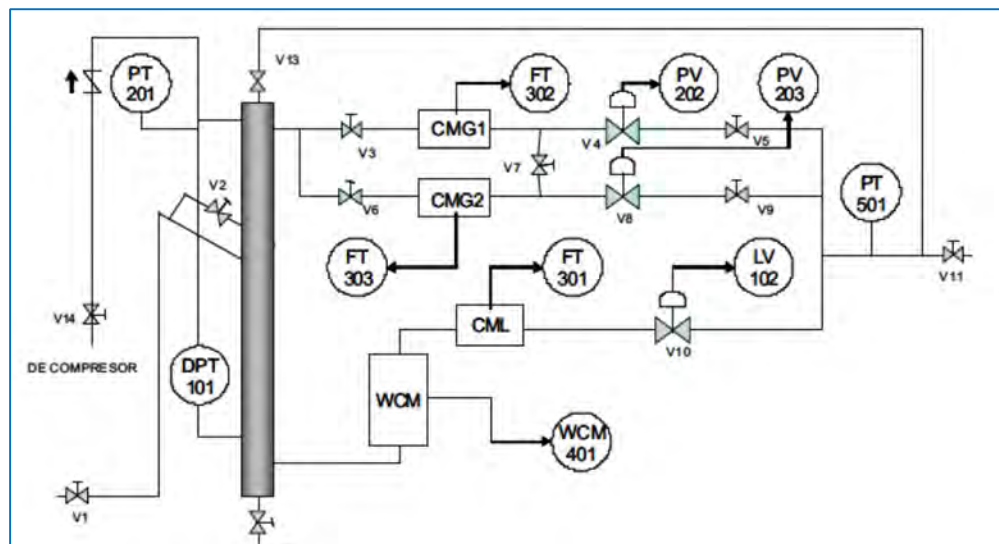 V13
PT
201
FT
302
PV
202
PV
203
CMG1
V3
V4
V5
V7
V2
V6
CMG2
V8
V9
PT
501
FT
303
FT
301
LV
102
V11
V14
CML
V10
DE COMPRESOR
DPT
101
WCM
WCM
401
V1